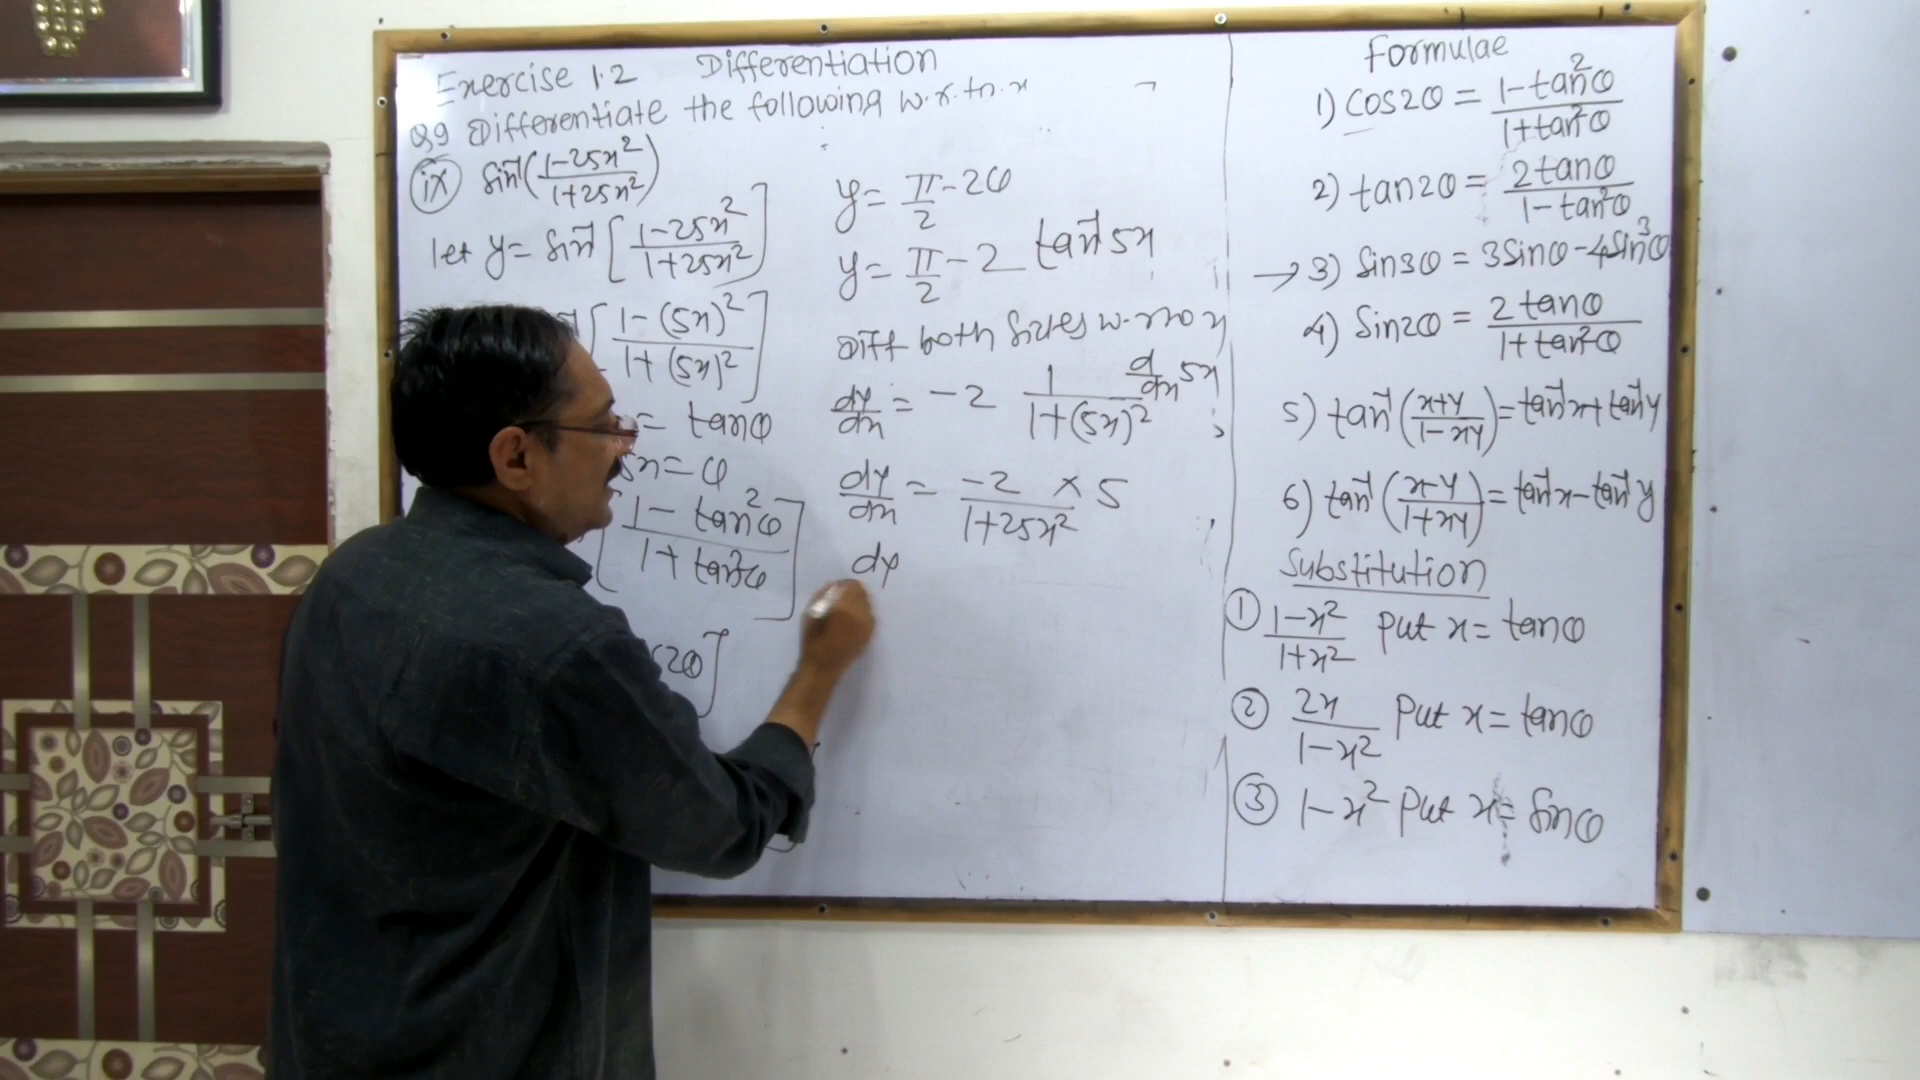 Exercise 1.2 Differentiation
Q9 Differentiate the following w.r.to.x
(ix) sin⁻¹(1-25x²/1+25x²)
let y = sin⁻¹[1-25x²/1+25x²]
[1-(5x)²/1+(5x)²]
= tanθ
5x = θ
[1-tan²θ/1+tan²θ]
2θ]
y = π/2 - 2θ
y = π/2 - 2 tan⁻¹5x
Diff both sides w.r.to x
dy/dx = -2 1/1+(5x)² d/dx 5x
dy/dx = -2/1+25x² × 5
dy
Formulae
1) cos2θ = 1-tan²θ/1+tan²θ
2) tan2θ = 2tanθ/1-tan²θ
→ 3) sin3θ = 3sinθ-4sin³θ
4) sin2θ = 2tanθ/1+tan²θ
5) tan⁻¹(x+y/1-xy) = tan⁻¹x+tan⁻¹y
6) tan⁻¹(x-y/1+xy) = tan⁻¹x-tan⁻¹y
Substitution
① 1-x²/1+x² Put x = tanθ
② 2x/1-x² Put x = tanθ
③ 1-x² Put x = sinθ